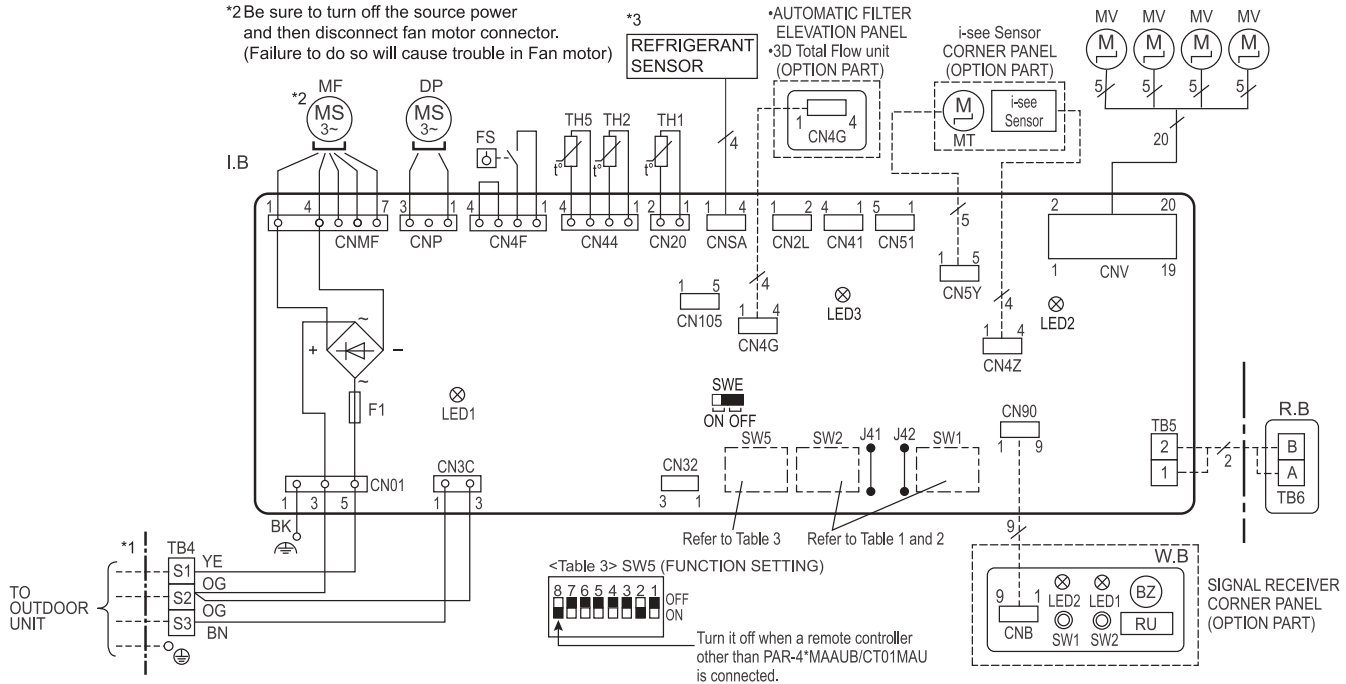 *2 Be sure to turn off the source power
and then disconnect fan motor connector.
(Failure to do so will cause trouble in Fan motor)
*3
REFRIGERANT
SENSOR
•AUTOMATIC FILTER
ELEVATION PANEL
•3D Total Flow unit
(OPTION PART)
1 4
CN4G
i-see Sensor
CORNER PANEL
(OPTION PART)
M
MT
i-see
Sensor
MV MV MV MV
M M M M
5 5 5 5
20
*2
MF
MS
3~
DP
MS
3~
FS
TH5 TH2 TH1
t° t° t°
4
I.B
1 4 7
CNMF
3 1
CNP
4 1
CN4F
4 1
CN44
2 1
CN20
1 4
CNSA
1 2
CN2L
4 1
CN41
5 1
CN51
5
1 5
CN5Y
2 20
1 19
CNV
4
1 5
CN105
1 4
CN4G
LED3
4
1 4
CN4Z
LED2
~
+ −
~
F1
LED1
SWE
ON OFF
CN90
1 9
SW5 SW2 J41 J42 SW1
CN32
3 1
TB5
2
1
2
R.B
B
A
TB6
CN01
1 3 5
CN3C
1 3
BK
Refer to Table 3
Refer to Table 1 and 2
9
*1
TB4
TO
OUTDOOR
UNIT
S1
S2
S3
YE
OG
OG
BN
<Table 3> SW5 (FUNCTION SETTING)
8 7 6 5 4 3 2 1
OFF
ON
Turn it off when a remote controller
other than PAR-4*MAAUB/CT01MAU
is connected.
W.B
9 1
CNB
LED2 LED1
SW1 SW2
BZ
RU
SIGNAL RECEIVER
CORNER PANEL
(OPTION PART)